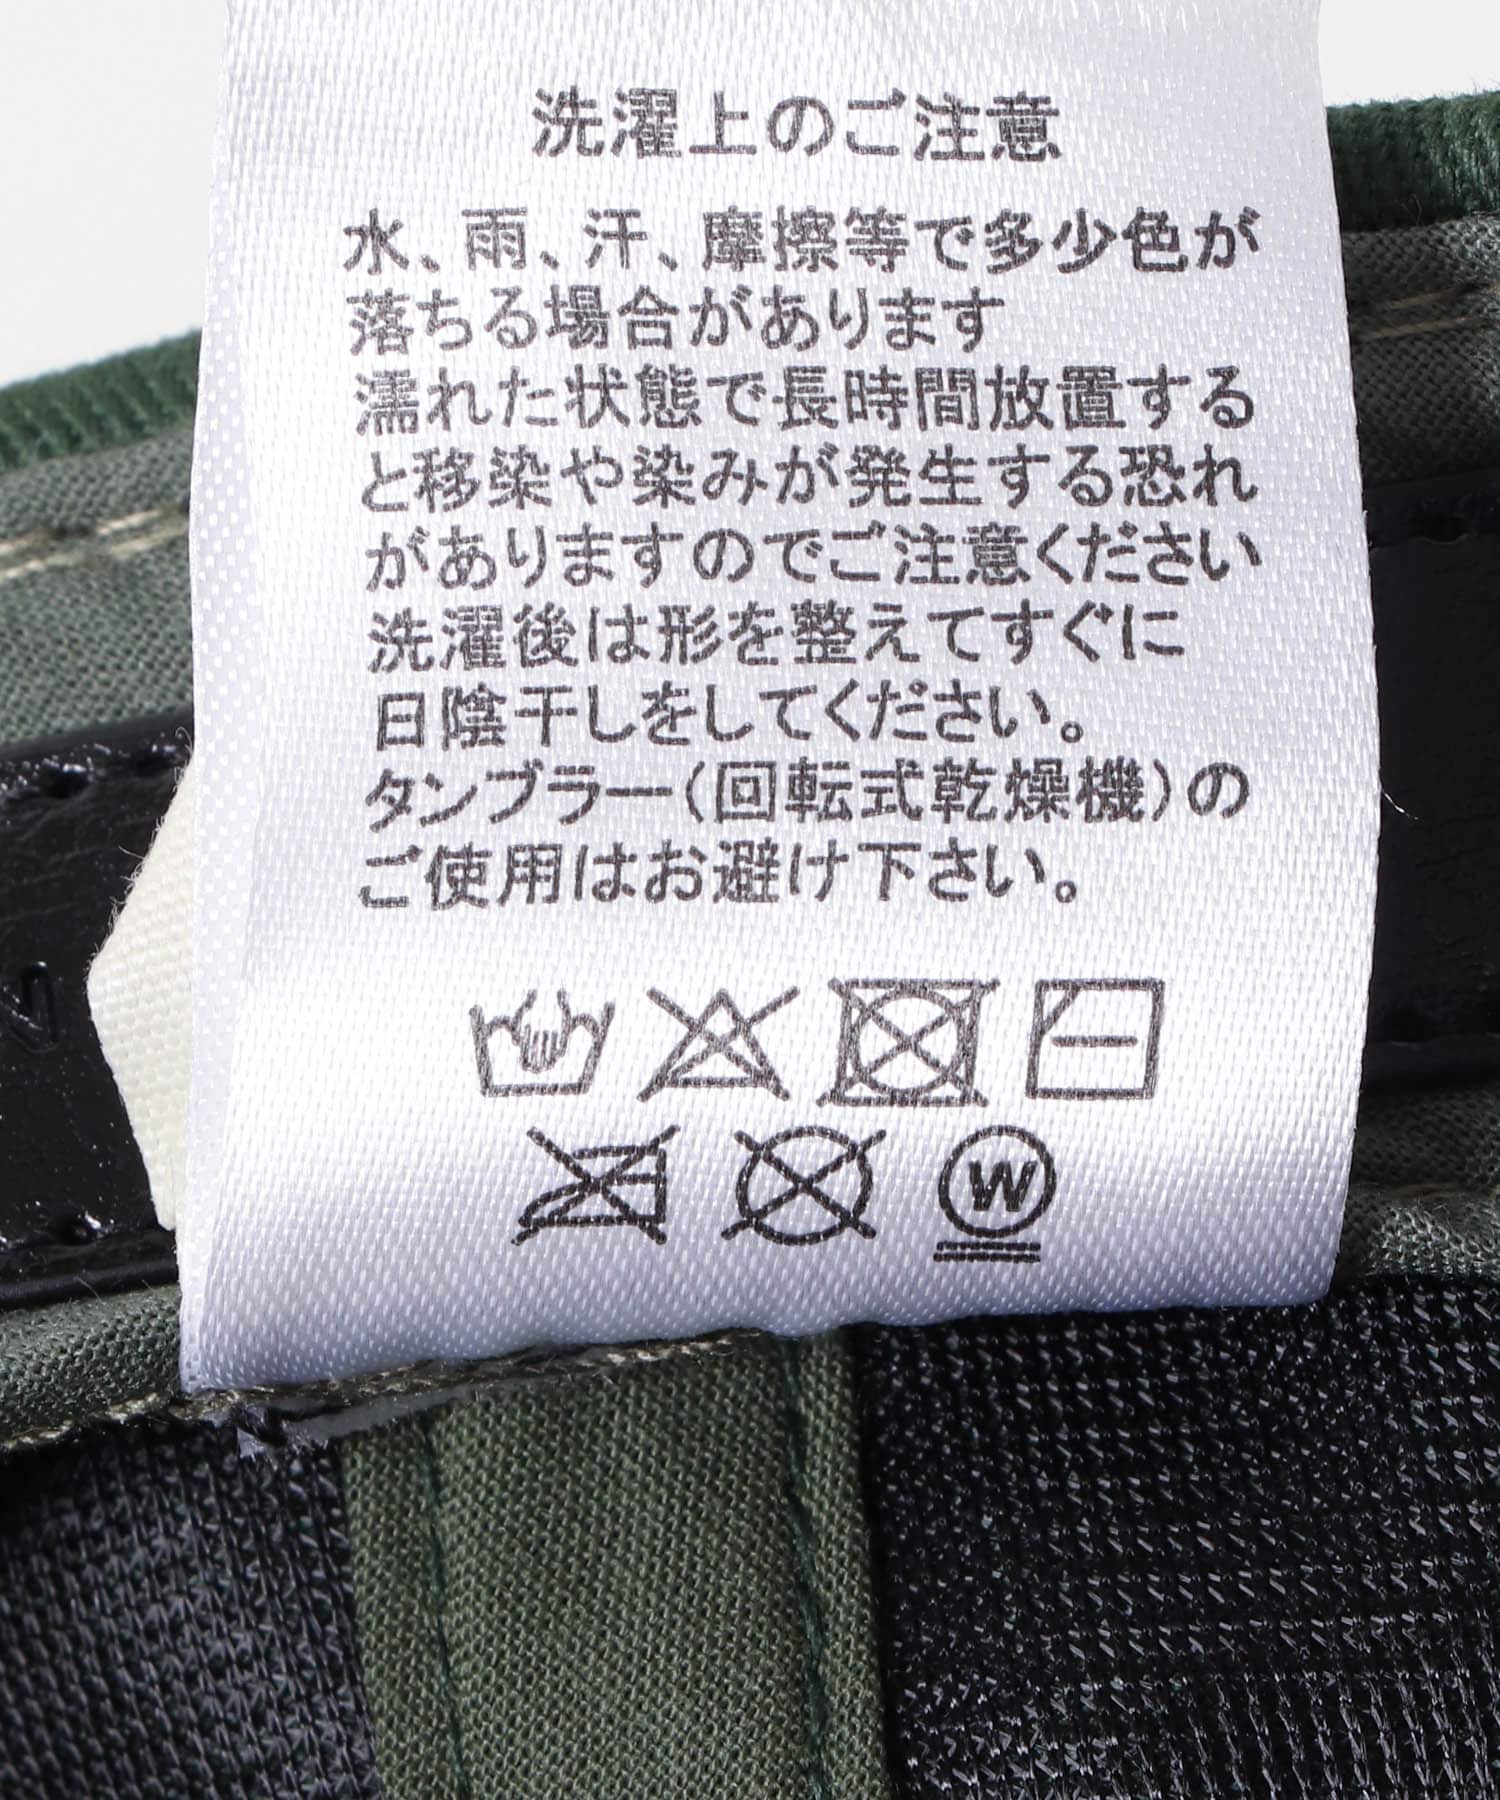 洗濯上のご注意
水、雨、汗、摩擦等で多少色が
落ちる場合があります
濡れた状態で長時間放置する
と移染や染みが発生する恐れ
がありますのでご注意ください
洗濯後は形を整えてすぐに
日陰干しをしてください。
タンブラー(回転式乾燥機)の
ご使用はお避け下さい。
W